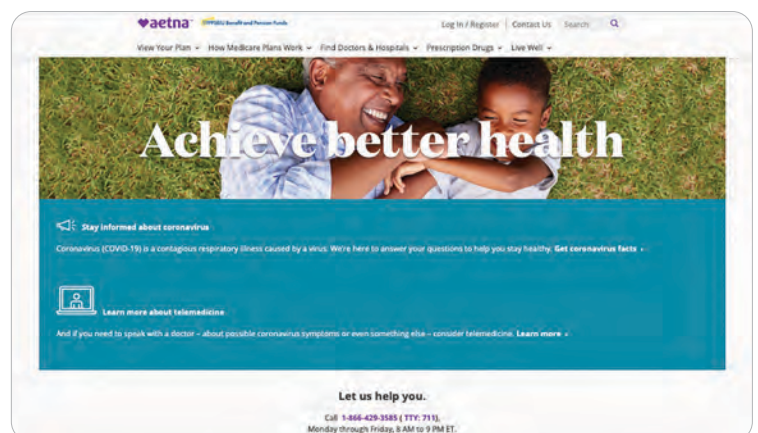 aetna™ Benefit and Pension Funds
Log In / Register Contact Us Search
View Your Plan How Medicare Plans Work Find Doctors & Hospitals Prescription Drugs Live Well
Achieve better health
Stay informed about coronavirus
Coronavirus (COVID-19) is a contagious respiratory illness caused by a virus. We're here to answer your questions to help you stay healthy. Get coronavirus facts
Learn more about telemedicine
And if you need to speak with a doctor – about possible coronavirus symptoms or even something else – consider telemedicine. Learn more
Let us help you.
Call 1-866-429-3585 ( TTY: 711),
Monday through Friday, 8 AM to 9 PM ET.